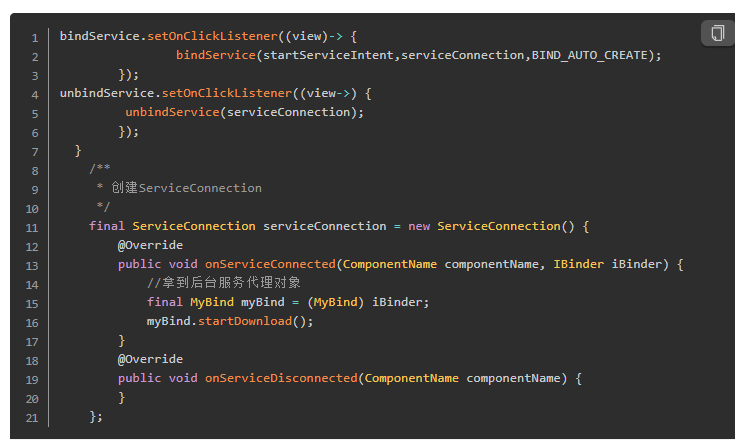 1 bindService.setOnClickListener((view)-> {
2 bindService(startServiceIntent,serviceConnection,BIND_AUTO_CREATE);
3 });
4 unbindService.setOnClickListener((view->) {
5 unbindService(serviceConnection);
6 });
7 }
8 /**
9 * 创建ServiceConnection
10 */
11 final ServiceConnection serviceConnection = new ServiceConnection() {
12 @Override
13 public void onServiceConnected(ComponentName componentName, IBinder iBinder) {
14 //拿到后台服务代理对象
15 final MyBind myBind = (MyBind) iBinder;
16 myBind.startDownload();
17 }
18 @Override
19 public void onServiceDisconnected(ComponentName componentName) {
20 }
21 };